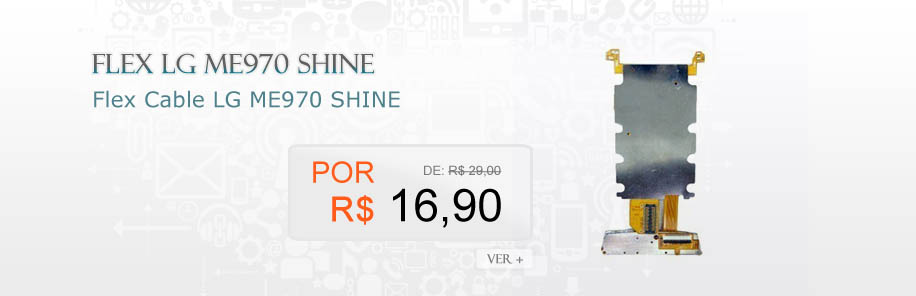 FLEX LG ME970 SHINE
Flex Cable LG ME970 SHINE
POR
DE: R$ 29,00
R$ 16,90
VER +